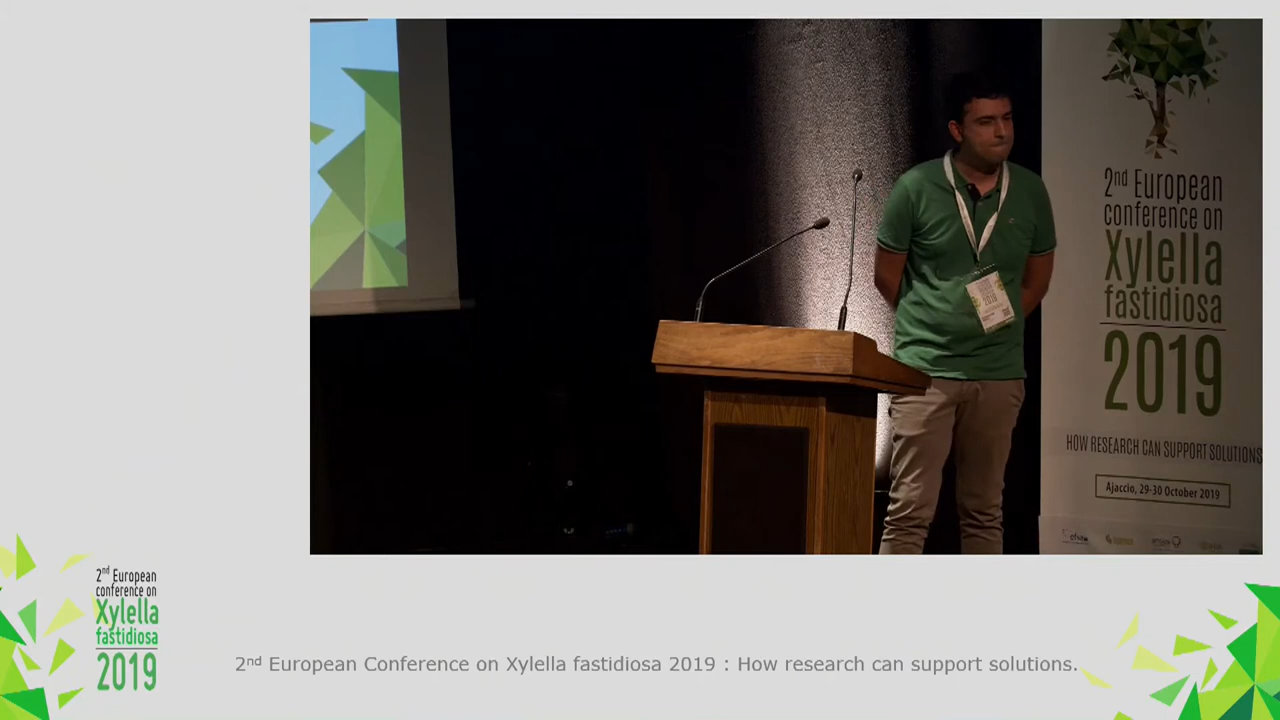 2nd European
conference on
Xylella
fastidiosa
2019
HOW RESEARCH CAN SUPPORT SOLUTIONS
Ajaccio, 29-30 October 2019
efsa
2nd European
conference on
Xylella
fastidiosa
2019
2nd European Conference on Xylella fastidiosa 2019 : How research can support solutions.